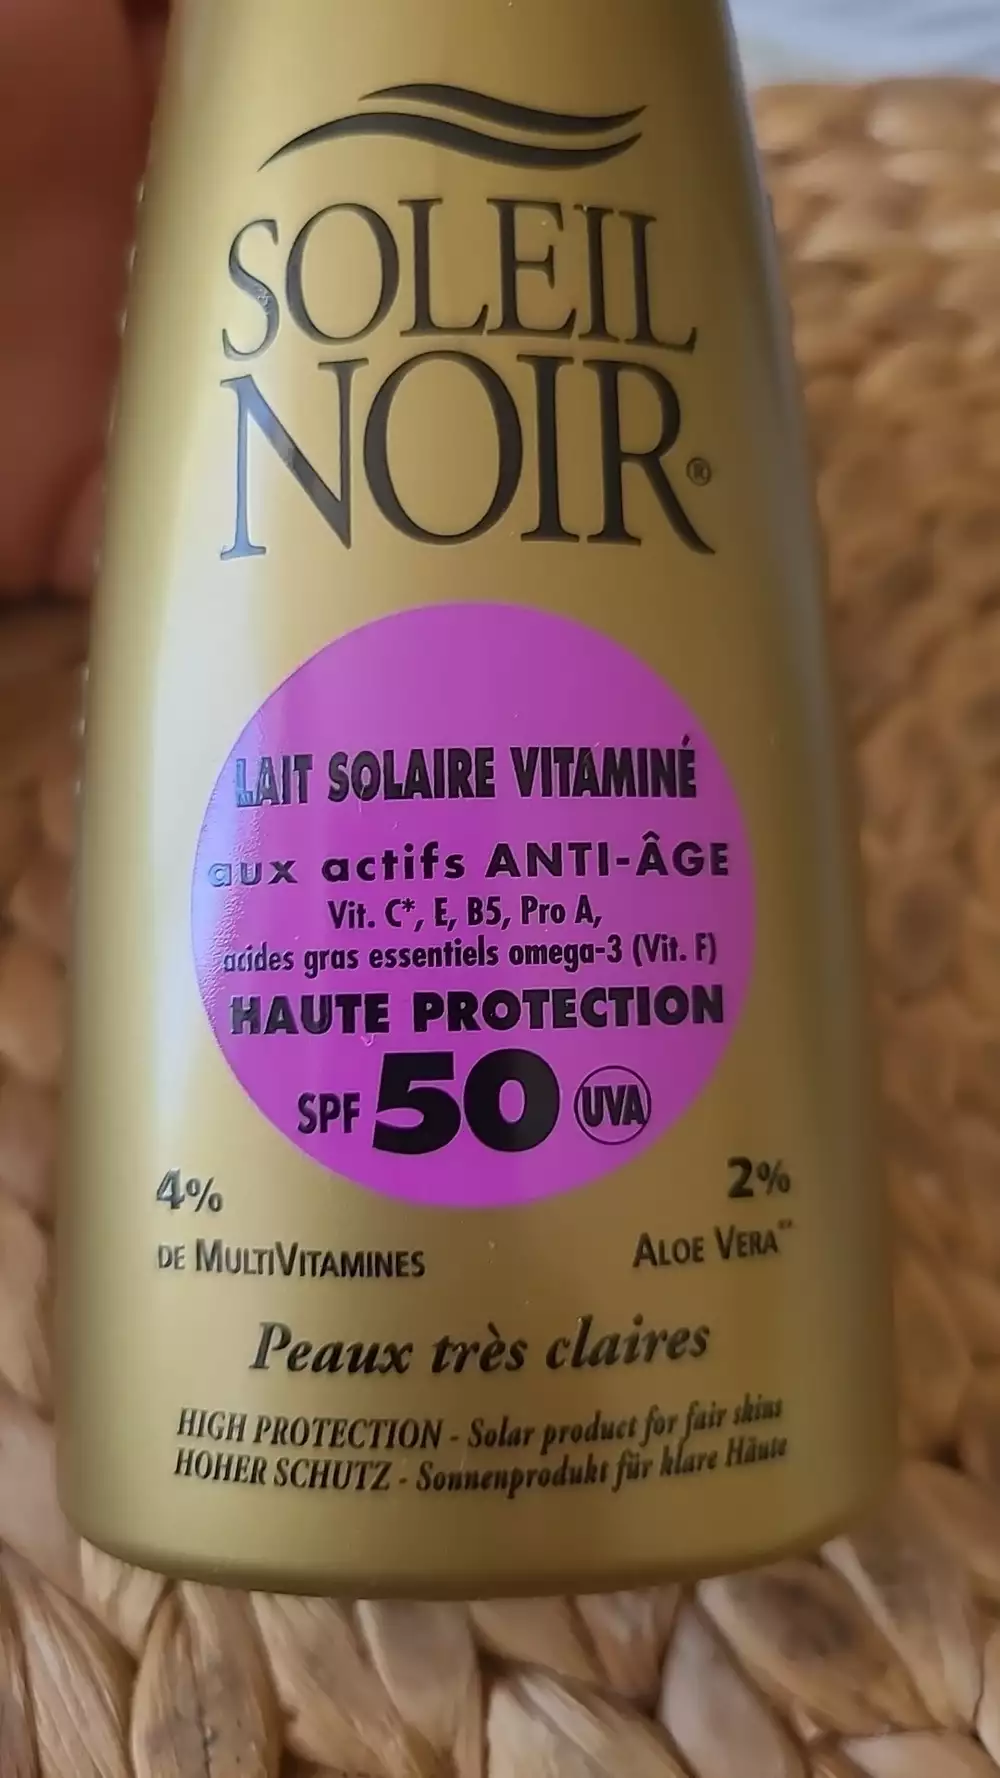 SOLEIL
NOIR®
LAIT SOLAIRE VITAMINÉ
aux actifs ANTI-ÂGE
Vit. C*, E, B5, Pro A,
acides gras essentiels omega-3 (Vit. F)
HAUTE PROTECTION
SPF 50 UVA
4%
DE MULTIVITAMINES
2%
ALOE VERA**
Peaux très claires
HIGH PROTECTION - Solar product for fair skins
HOHER SCHUTZ - Sonnenprodukt für klare Häute